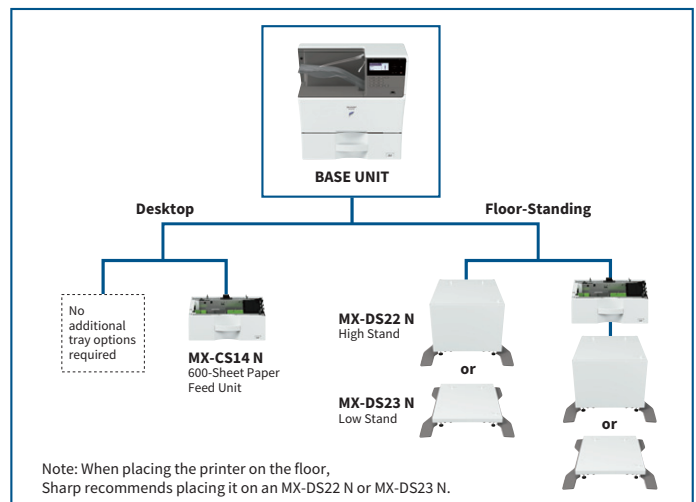 BASE UNIT
Desktop
Floor-Standing
No
additional
tray options
required
MX-CS14 N
600-Sheet Paper
Feed Unit
MX-DS22 N
High Stand
or
MX-DS23 N
Low Stand
or
Note: When placing the printer on the floor,
Sharp recommends placing it on an MX-DS22 N or MX-DS23 N.